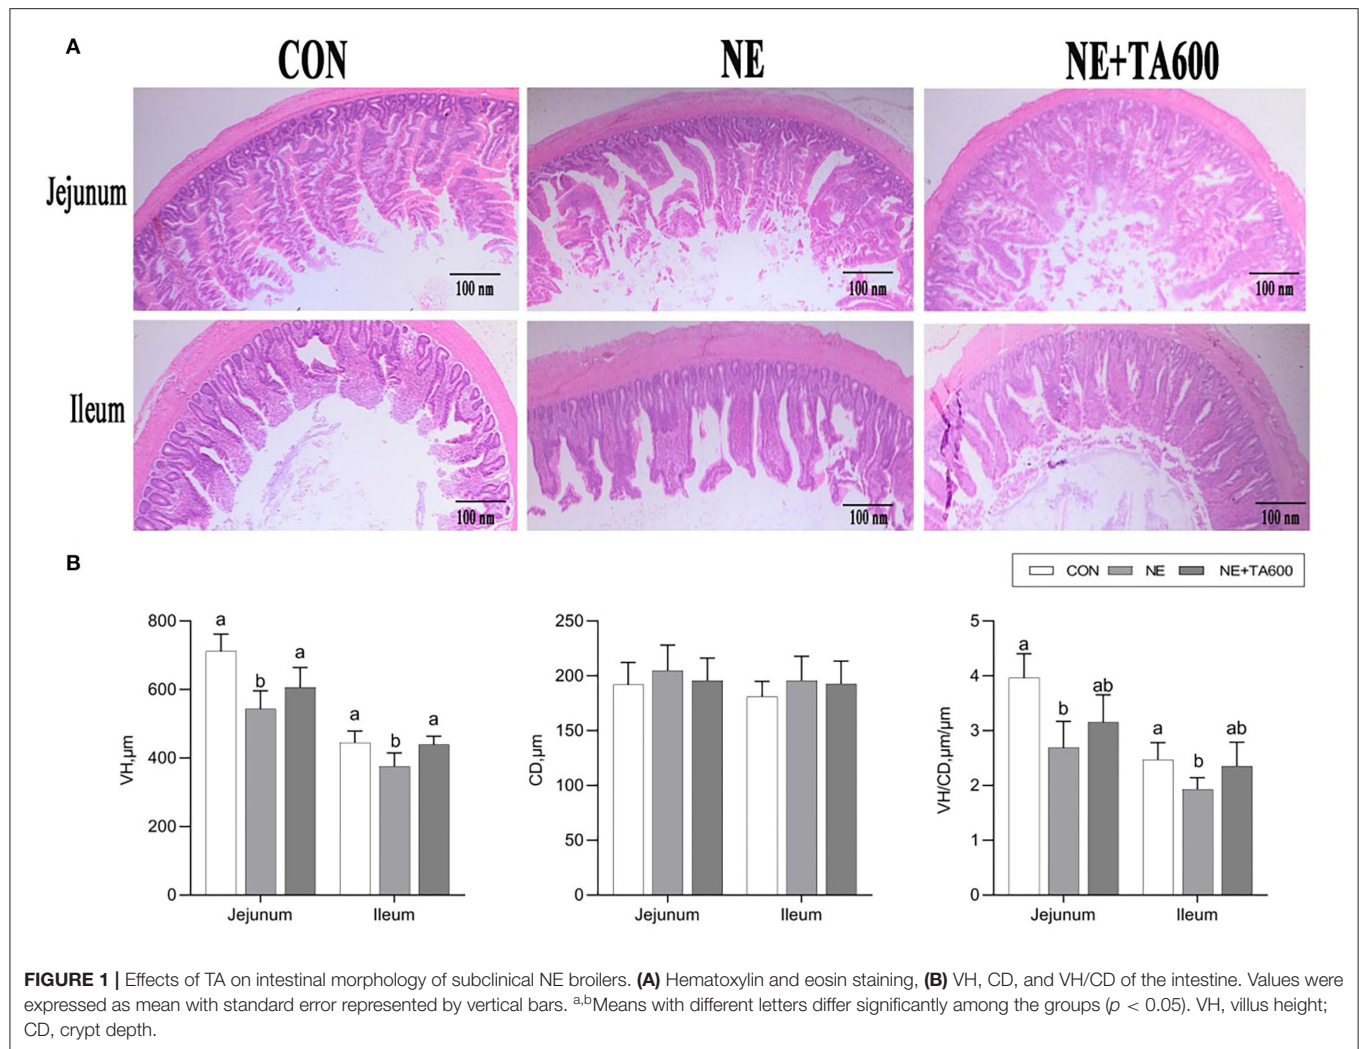 A
CON
NE
NE+TA600
Jejunum
100 nm
100 nm
100 nm
Ileum
100 nm
100 nm
100 nm
B
CON
NE
NE+TA600
800
600
400
200
0
VH,μm
a
b
a
a
b
a
Jejunum
Ileum
250
200
150
100
50
0
CD,μm
Jejunum
Ileum
5
4
3
2
1
0
VH/CD,μm/μm
a
b
ab
a
b
ab
Jejunum
Ileum
FIGURE 1 | Effects of TA on intestinal morphology of subclinical NE broilers. (A) Hematoxylin and eosin staining, (B) VH, CD, and VH/CD of the intestine. Values were
expressed as mean with standard error represented by vertical bars. a,bMeans with different letters differ significantly among the groups (p < 0.05). VH, villus height;
CD, crypt depth.